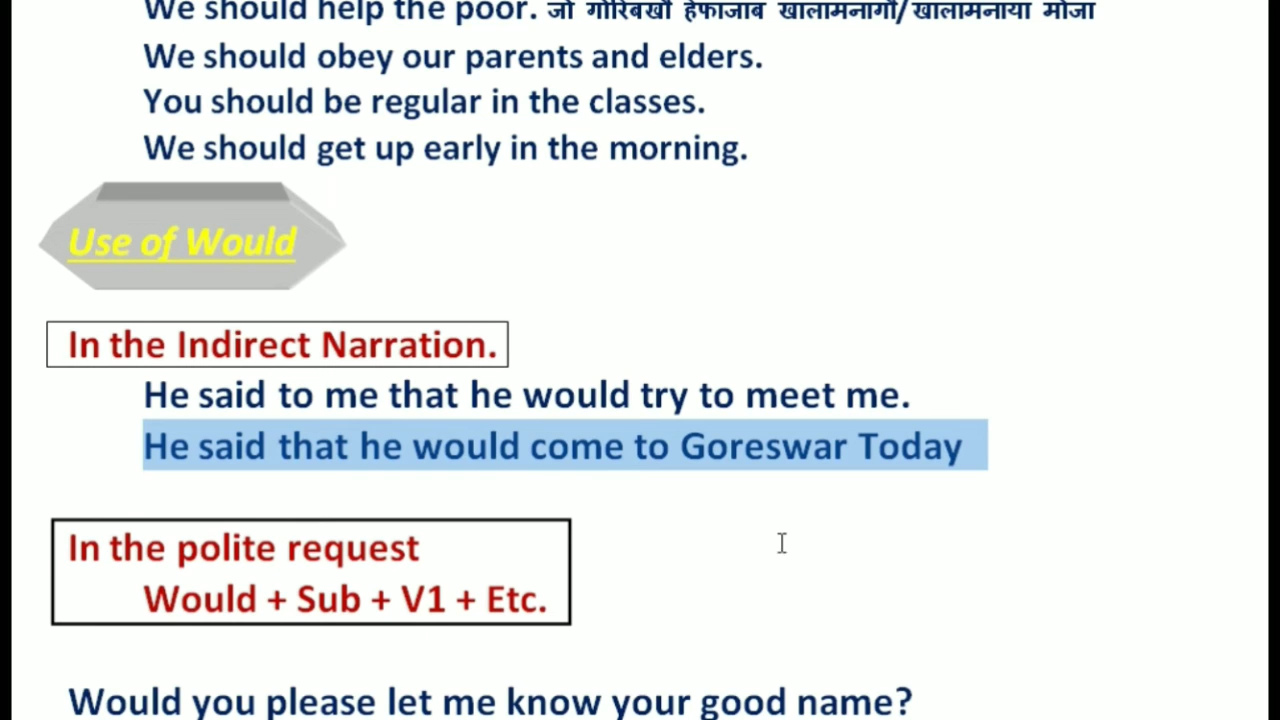 We should help the poor. जों गोरिबखौ हेफाजाब खालामनांगौ/खालामनाया मोजां
We should obey our parents and elders.
You should be regular in the classes.
We should get up early in the morning.
Use of Would
In the Indirect Narration.
He said to me that he would try to meet me.
He said that he would come to Goreswar Today
In the polite request
Would + Sub + V1 + Etc.
Would you please let me know your good name?